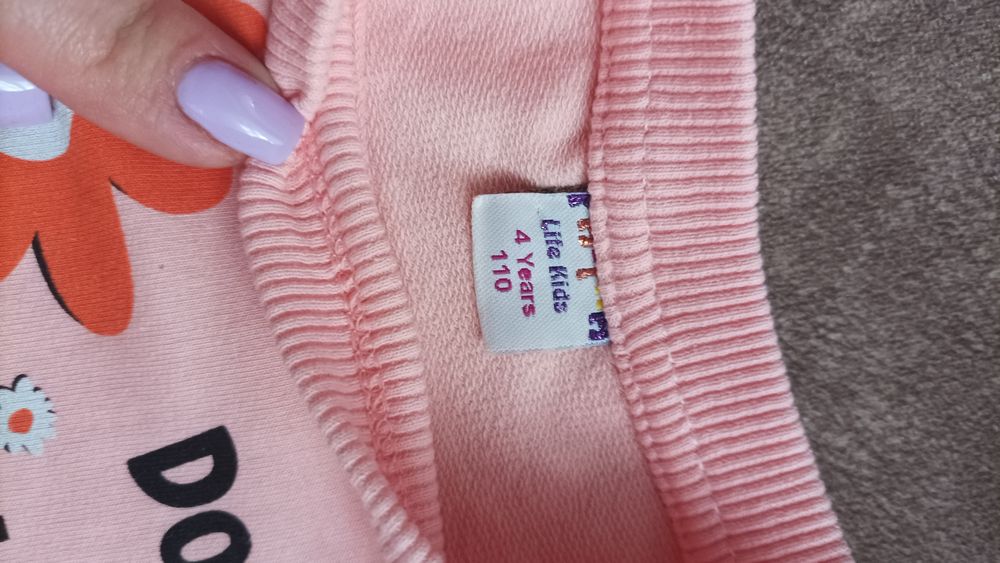 Life Kids
4 Years
110
DO